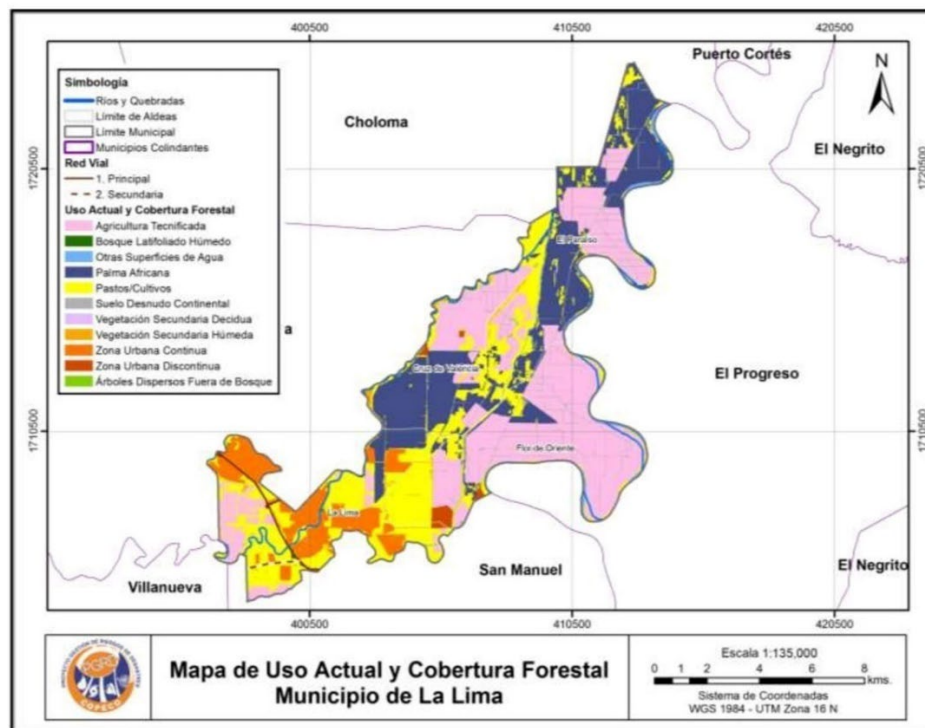 400500
410500
420500
Puerto Cortés
N
Simbología
Ríos y Quebradas
Límite de Aldeas
Límite Municipal
Municipios Colindantes
Red Vial
1. Principal
2. Secundaria
Uso Actual y Cobertura Forestal
Agricultura Tecnificada
Bosque Latifoliado Húmedo
Otras Superficies de Agua
Palma Africana
Pastos/Cultivos
Suelo Desnudo Continental
Vegetación Secundaria Decidua
Vegetación Secundaria Húmeda
Zona Urbana Continua
Zona Urbana Discontinua
Árboles Dispersos Fuera de Bosque
Choloma
El Negrito
1720500
1720500
El Paraíso
a
Cruz de Valencia
El Progreso
1710500
1710500
Flor de Oriente
La Lima
Villanueva
San Manuel
El Negrito
400500
410500
420500
PGRD
COPECO
Mapa de Uso Actual y Cobertura Forestal
Municipio de La Lima
Escala 1:135,000
0 1 2 4 6 8
kms.
Sistema de Coordenadas
WGS 1984 - UTM Zona 16 N